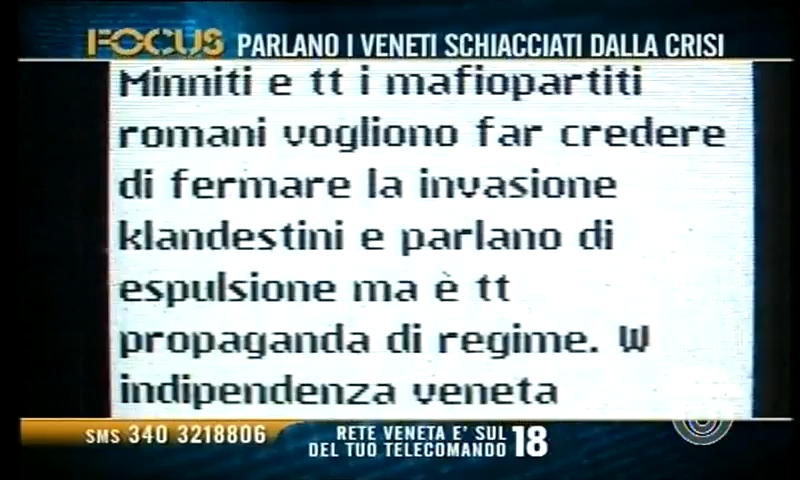 FOCUS PARLANO I VENETI SCHIACCIATI DALLA CRISI
Minniti e tt i mafiopartiti
romani vogliono far credere
di fermare la invasione
klandestini e parlano di
espulsione ma è tt
propaganda di regime. W
indipendenza veneta
SMS 340 3218806
RETE VENETA E' SUL
DEL TUO TELECOMANDO 18